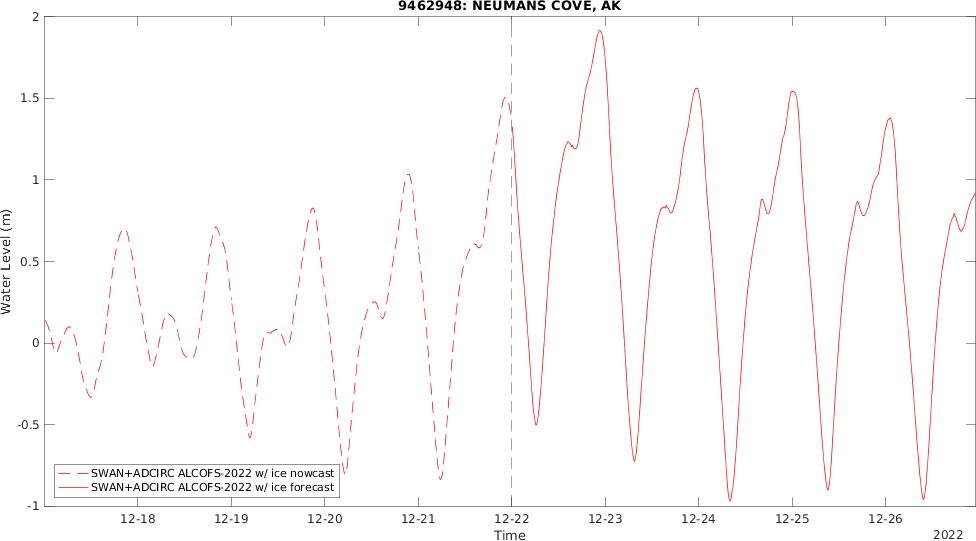 9462948: NEUMANS COVE, AK
2
1.5
1
0.5
0
-0.5
-1
Water Level (m)
SWAN+ADCIRC ALCOFS-2022 w/ ice nowcast
SWAN+ADCIRC ALCOFS-2022 w/ ice forecast
12-18 12-19 12-20 12-21 12-22 12-23 12-24 12-25 12-26
Time
2022